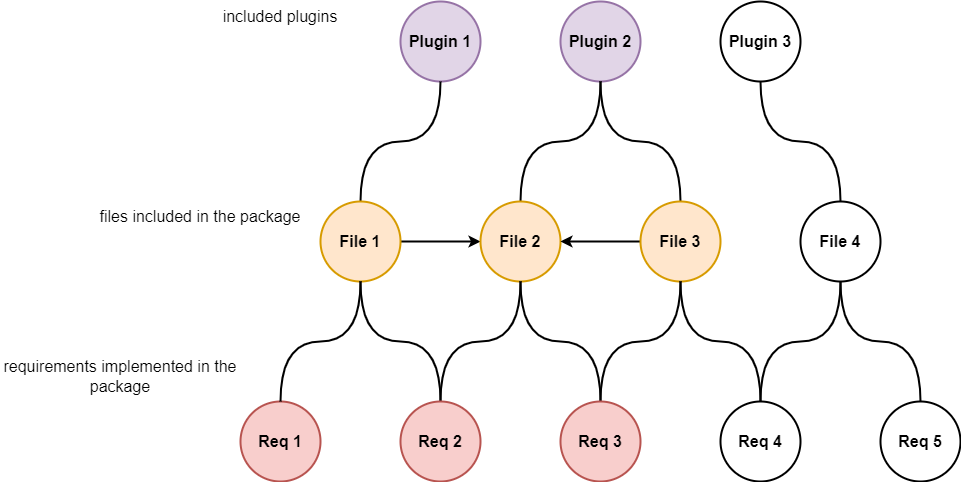 included plugins
Plugin 1
Plugin 2
Plugin 3
files included in the package
File 1
File 2
File 3
File 4
requirements implemented in the
package
Req 1
Req 2
Req 3
Req 4
Req 5